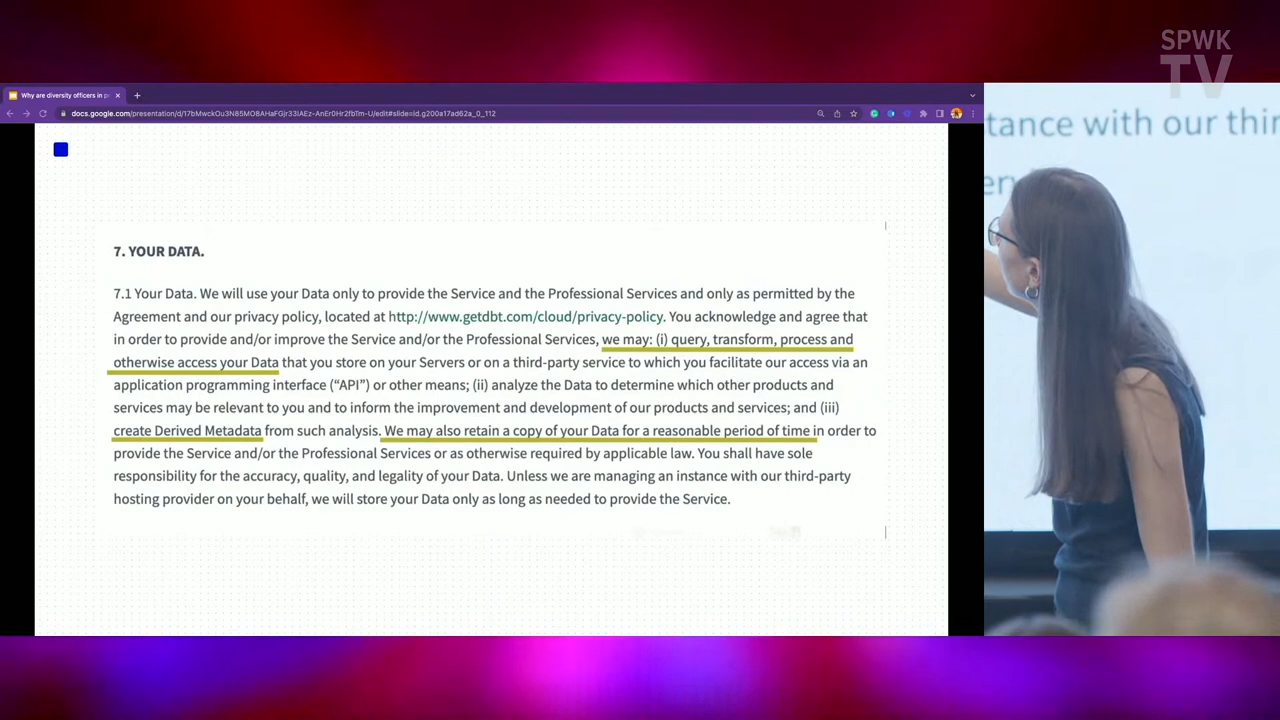 SPWK
TV
Why are diversity officers in p
docs.google.com/presentation/d/17bMwckOu3N85MO8AHaFGjr33IAEz-AnEr0Hr2fbTm-U/edit#slide=id.g200a17ad62a_0_112
7. YOUR DATA.
7.1 Your Data. We will use your Data only to provide the Service and the Professional Services and only as permitted by the
Agreement and our privacy policy, located at http://www.getdbt.com/cloud/privacy-policy. You acknowledge and agree that
in order to provide and/or improve the Service and/or the Professional Services, we may: (i) query, transform, process and
otherwise access your Data that you store on your Servers or on a third-party service to which you facilitate our access via an
application programming interface (“API”) or other means; (ii) analyze the Data to determine which other products and
services may be relevant to you and to inform the improvement and development of our products and services; and (iii)
create Derived Metadata from such analysis. We may also retain a copy of your Data for a reasonable period of time in order to
provide the Service and/or the Professional Services or as otherwise required by applicable law. You shall have sole
responsibility for the accuracy, quality, and legality of your Data. Unless we are managing an instance with our third-party
hosting provider on your behalf, we will store your Data only as long as needed to provide the Service.
tance with our thir
en